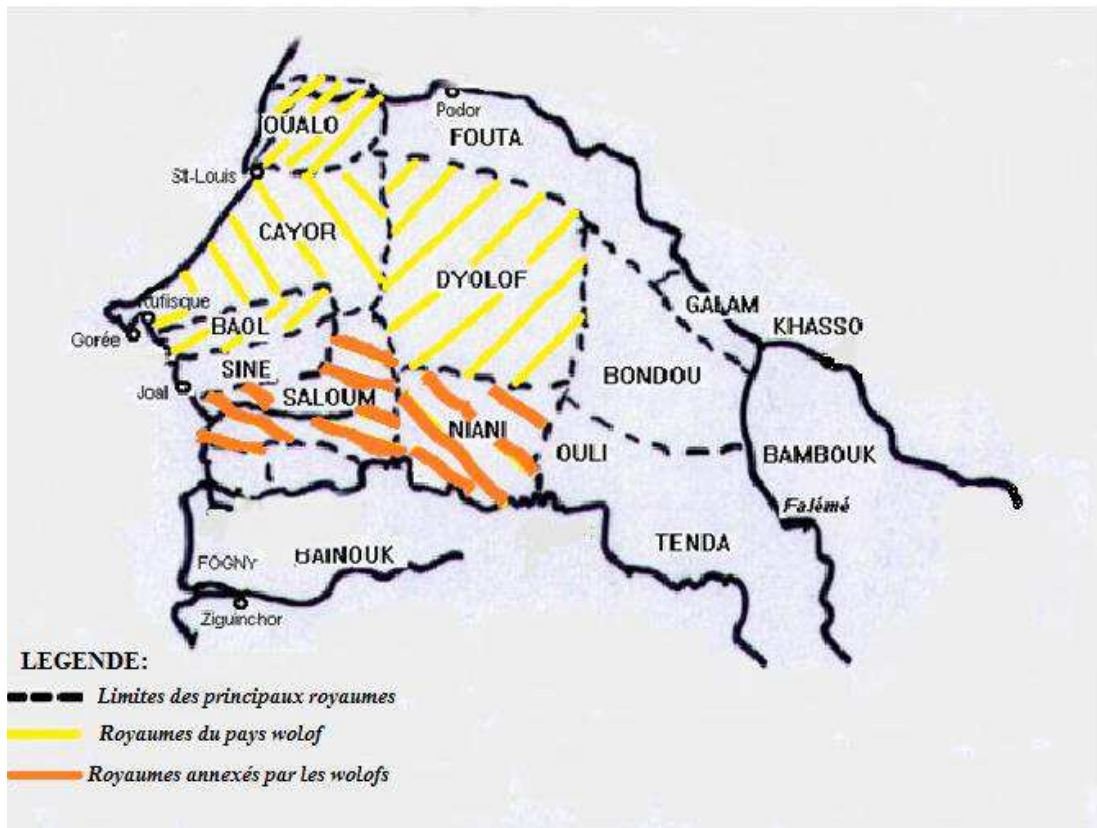 Podor
OUALO
FOUTA
St-Louis
CAYOR
DYOLOF
GALAM
Rufisque
BAOL
KHASSO
Gorée
SINE
BONDOU
Joal
SALOUM
NIANI
OULI
BAMBOUK
Falémé
TENDA
BAINOUK
FOGNY
Ziguinchor
LEGENDE:
Limites des principaux royaumes
Royaumes du pays wolof
Royaumes annexés par les wolofs